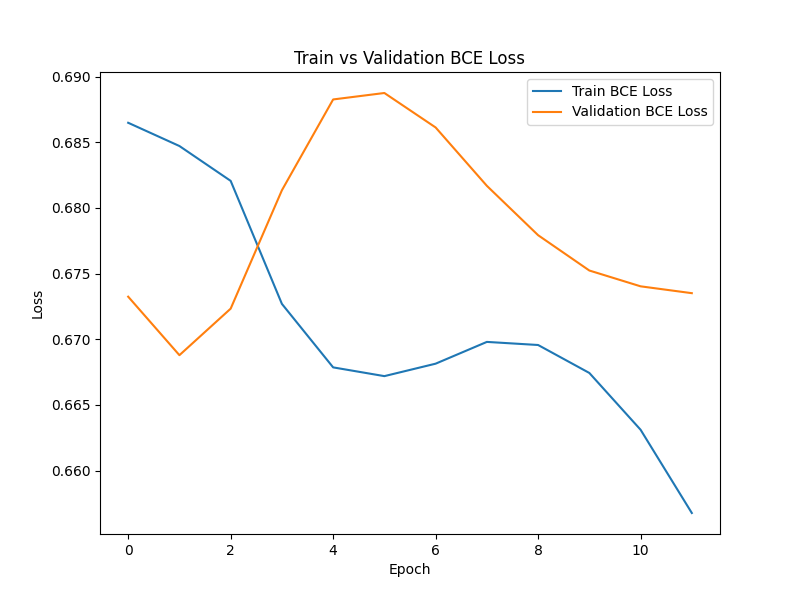 Train vs Validation BCE Loss
Train BCE Loss
Validation BCE Loss
0.690
0.685
0.680
0.675
0.670
0.665
0.660
Loss
0 2 4 6 8 10
Epoch